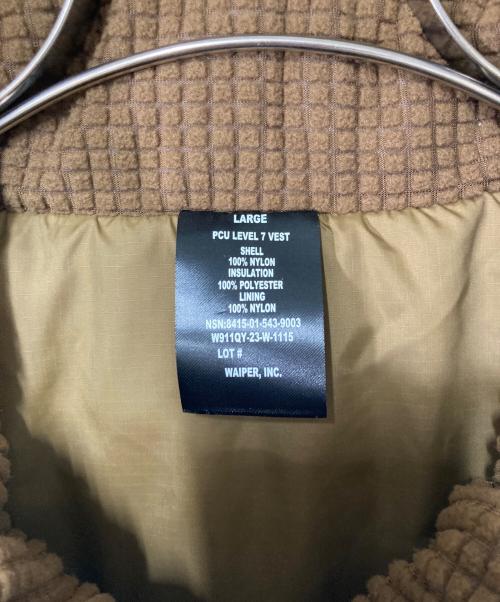 LARGE
PCU LEVEL 7 VEST
SHELL
100% NYLON
INSULATION
100% POLYESTER
LINING
100% NYLON
NSN:8415-01-543-9003
W911QY-23-W-1115
LOT #
WAIPER, INC.